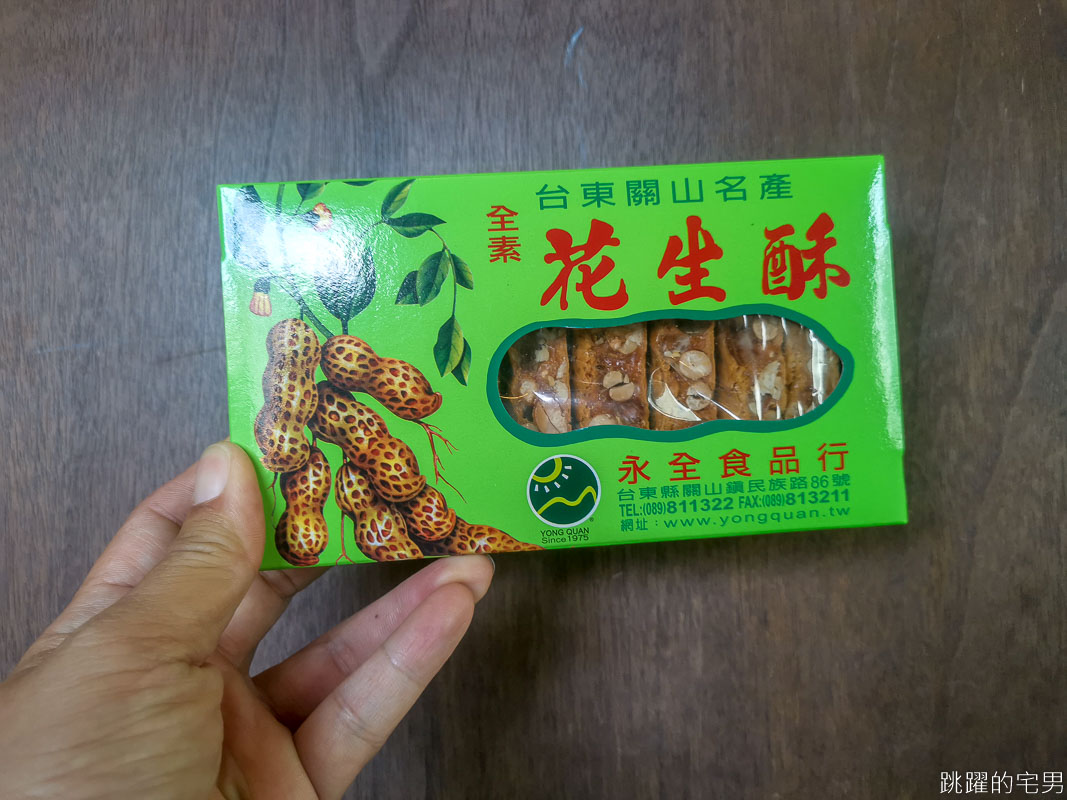 台東關山名產
全素
花生酥
永全食品行
台東縣關山鎮民族路86號
TEL:(089)811322 FAX:(089)813211
網址：www.yongquan.tw
YONG QUAN
Since1975
®
跳躍的宅男